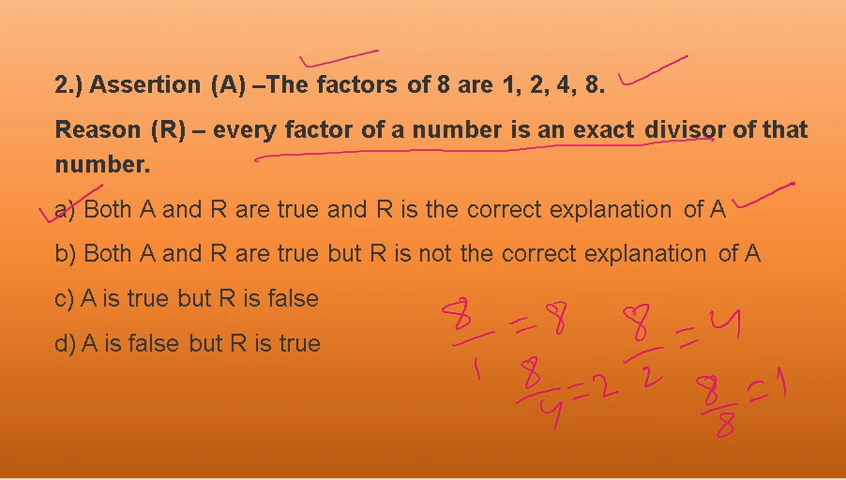 2.) Assertion (A) –The factors of 8 are 1, 2, 4, 8.
Reason (R) – every factor of a number is an exact divisor of that
number.
a) Both A and R are true and R is the correct explanation of A
b) Both A and R are true but R is not the correct explanation of A
c) A is true but R is false
d) A is false but R is true
8/1 = 8
8/2 = 4
8/4 = 2
8/8 = 1